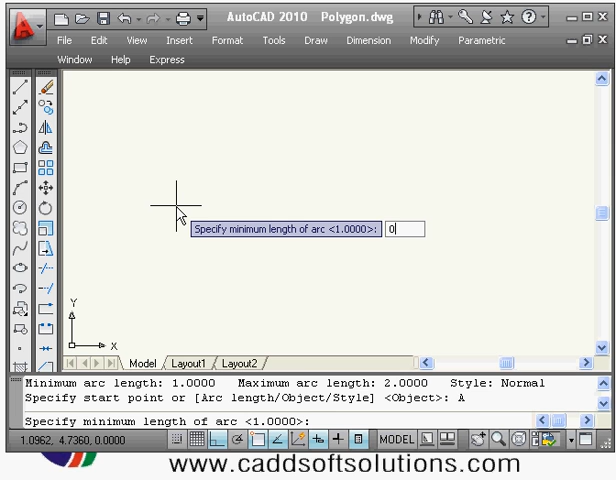 AutoCAD 2010 Polygon.dwg
File Edit View Insert Format Tools Draw Dimension Modify Parametric
Window Help Express
Specify minimum length of arc <1.0000>: 0
Y
X
Model Layout1 Layout2
Minimum arc length: 1.0000 Maximum arc length: 2.0000 Style: Normal
Specify start point or [Arc length/Object/Style] <Object>: A
Specify minimum length of arc <1.0000>:
1.0962, 4.7360, 0.0000 MODEL
www.caddsoftsolutions.com